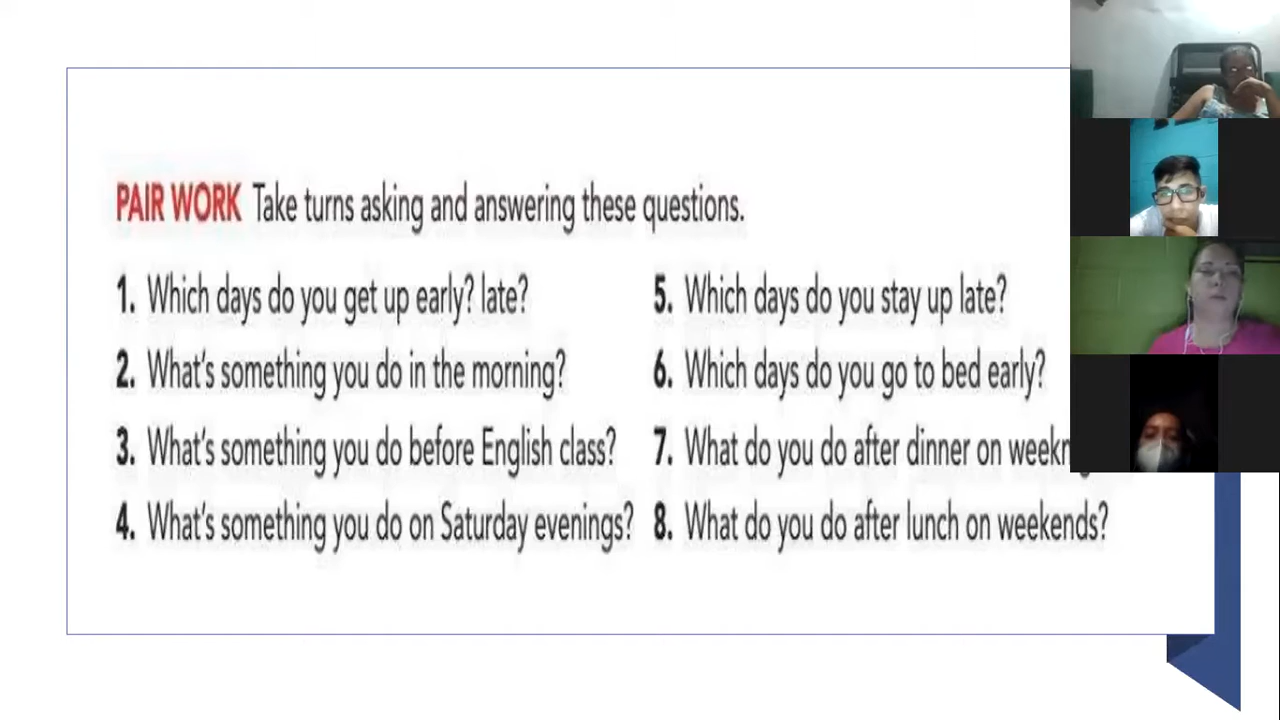 PAIR WORK Take turns asking and answering these questions.
1. Which days do you get up early? late?
2. What's something you do in the morning?
3. What's something you do before English class?
4. What's something you do on Saturday evenings?
5. Which days do you stay up late?
6. Which days do you go to bed early?
7. What do you do after dinner on
8. What do you do after lunch on weekends?